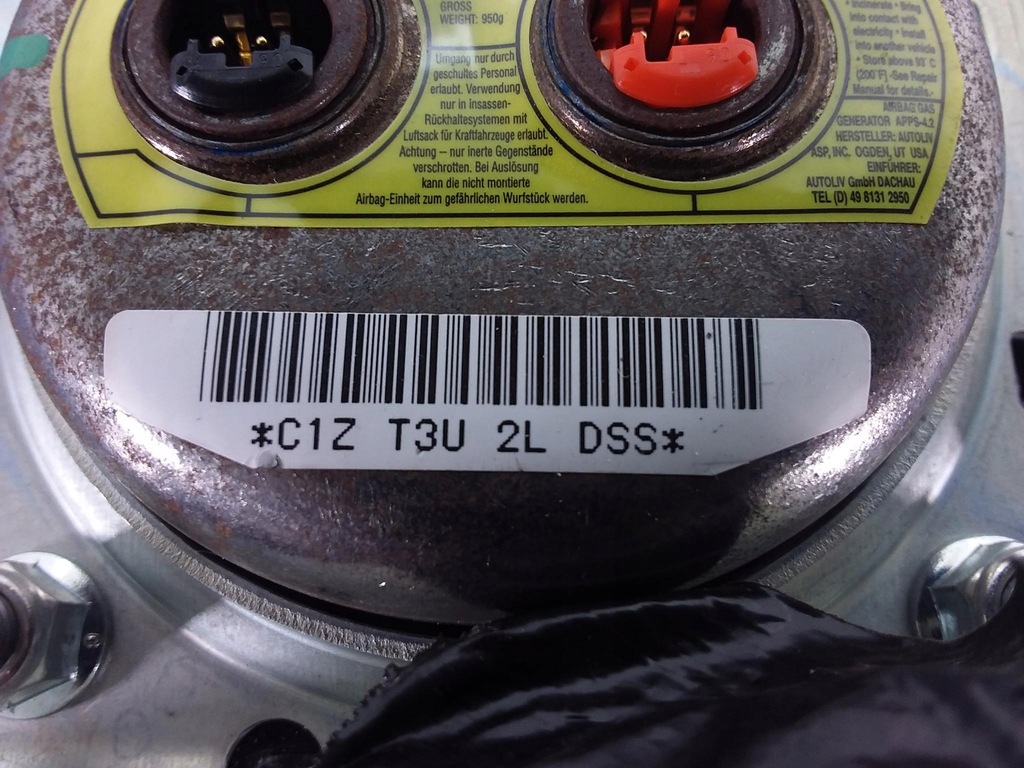 GROSS
WEIGHT: 950g
Umgang nur durch
geschultes Personal
erlaubt. Verwendung
nur in insassen-
Rückhaltesystemen mit
Luftsack für Kraftfahrzeuge erlaubt.
Achtung – nur inerte Gegenstände
verschrotten. Bei Auslösung
kann die nicht montierte
Airbag-Einheit zum gefährlichen Wurfstück werden.
• Incinerate • Bring
into contact with
electricity • Install
into another vehicle
• Store above 93° C
(200°F) -See Repair
Manual for details.
AIRBAG GAS
GENERATOR APPS-4.2
HERSTELLER: AUTOLIV
ASP, INC. OGDEN, UT USA
EINFÜHRER:
AUTOLIV GmbH DACHAU
TEL (D) 49 8131 2950
*C1Z T3U 2L DSS*